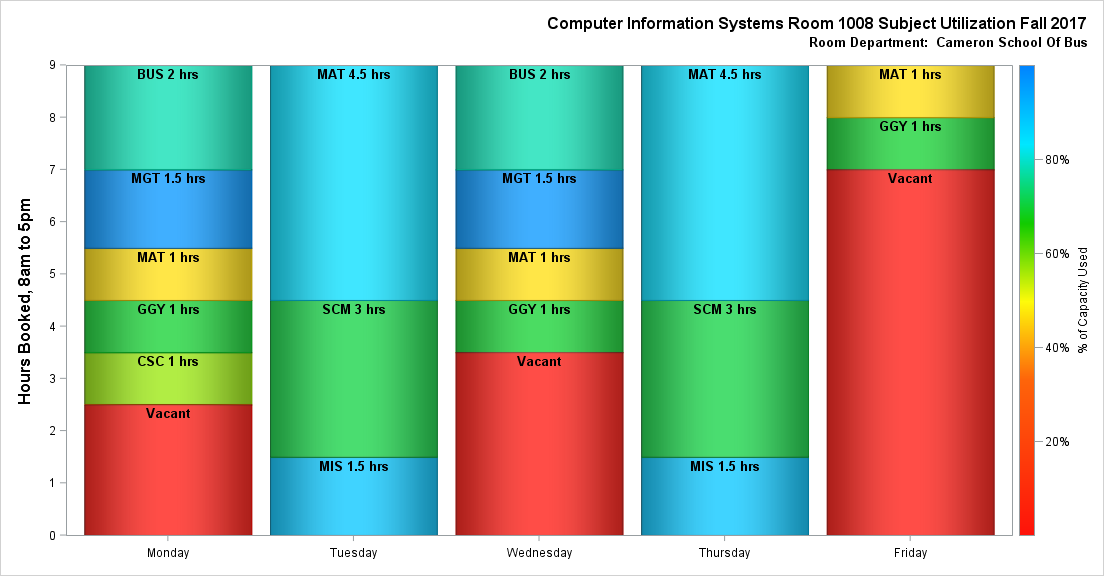 Computer Information Systems Room 1008 Subject Utilization Fall 2017
Room Department:  Cameron School Of Bus
Hours Booked, 8am to 5pm
9
8
7
6
5
4
3
2
1
0
BUS 2 hrs
MGT 1.5 hrs
MAT 1 hrs
GGY 1 hrs
CSC 1 hrs
Vacant
Monday
MAT 4.5 hrs
SCM 3 hrs
MIS 1.5 hrs
Tuesday
BUS 2 hrs
MGT 1.5 hrs
MAT 1 hrs
GGY 1 hrs
Vacant
Wednesday
MAT 4.5 hrs
SCM 3 hrs
MIS 1.5 hrs
Thursday
MAT 1 hrs
GGY 1 hrs
Vacant
Friday
80%
60%
40%
20%
% of Capacity Used